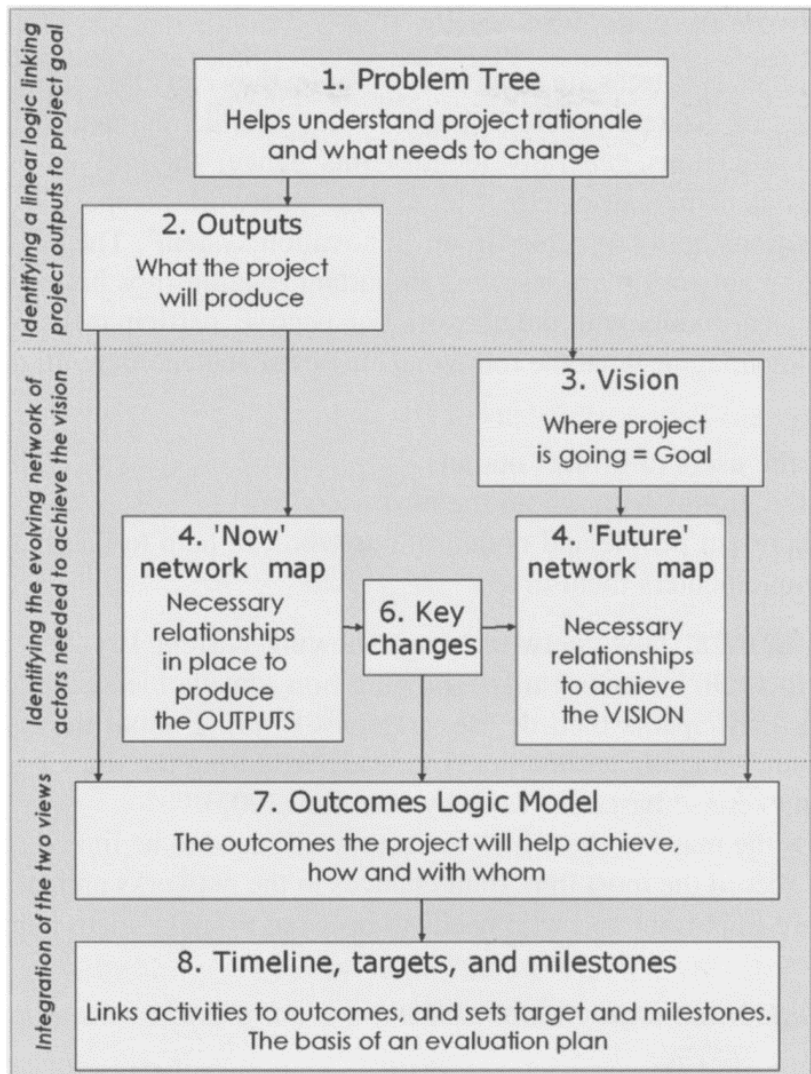 Identifying a linear logic linking
project outputs to project goal
1. Problem Tree
Helps understand project rationale
and what needs to change
2. Outputs
What the project
will produce
Identifying the evolving network of
actors needed to achieve the vision
3. Vision
Where project
is going = Goal
4. 'Now'
network map
Necessary
relationships
in place to
produce
the OUTPUTS
6. Key
changes
4. 'Future'
network map
Necessary
relationships
to achieve
the VISION
Integration of the two views
7. Outcomes Logic Model
The outcomes the project will help achieve,
how and with whom
8. Timeline, targets, and milestones
Links activities to outcomes, and sets target and milestones.
The basis of an evaluation plan